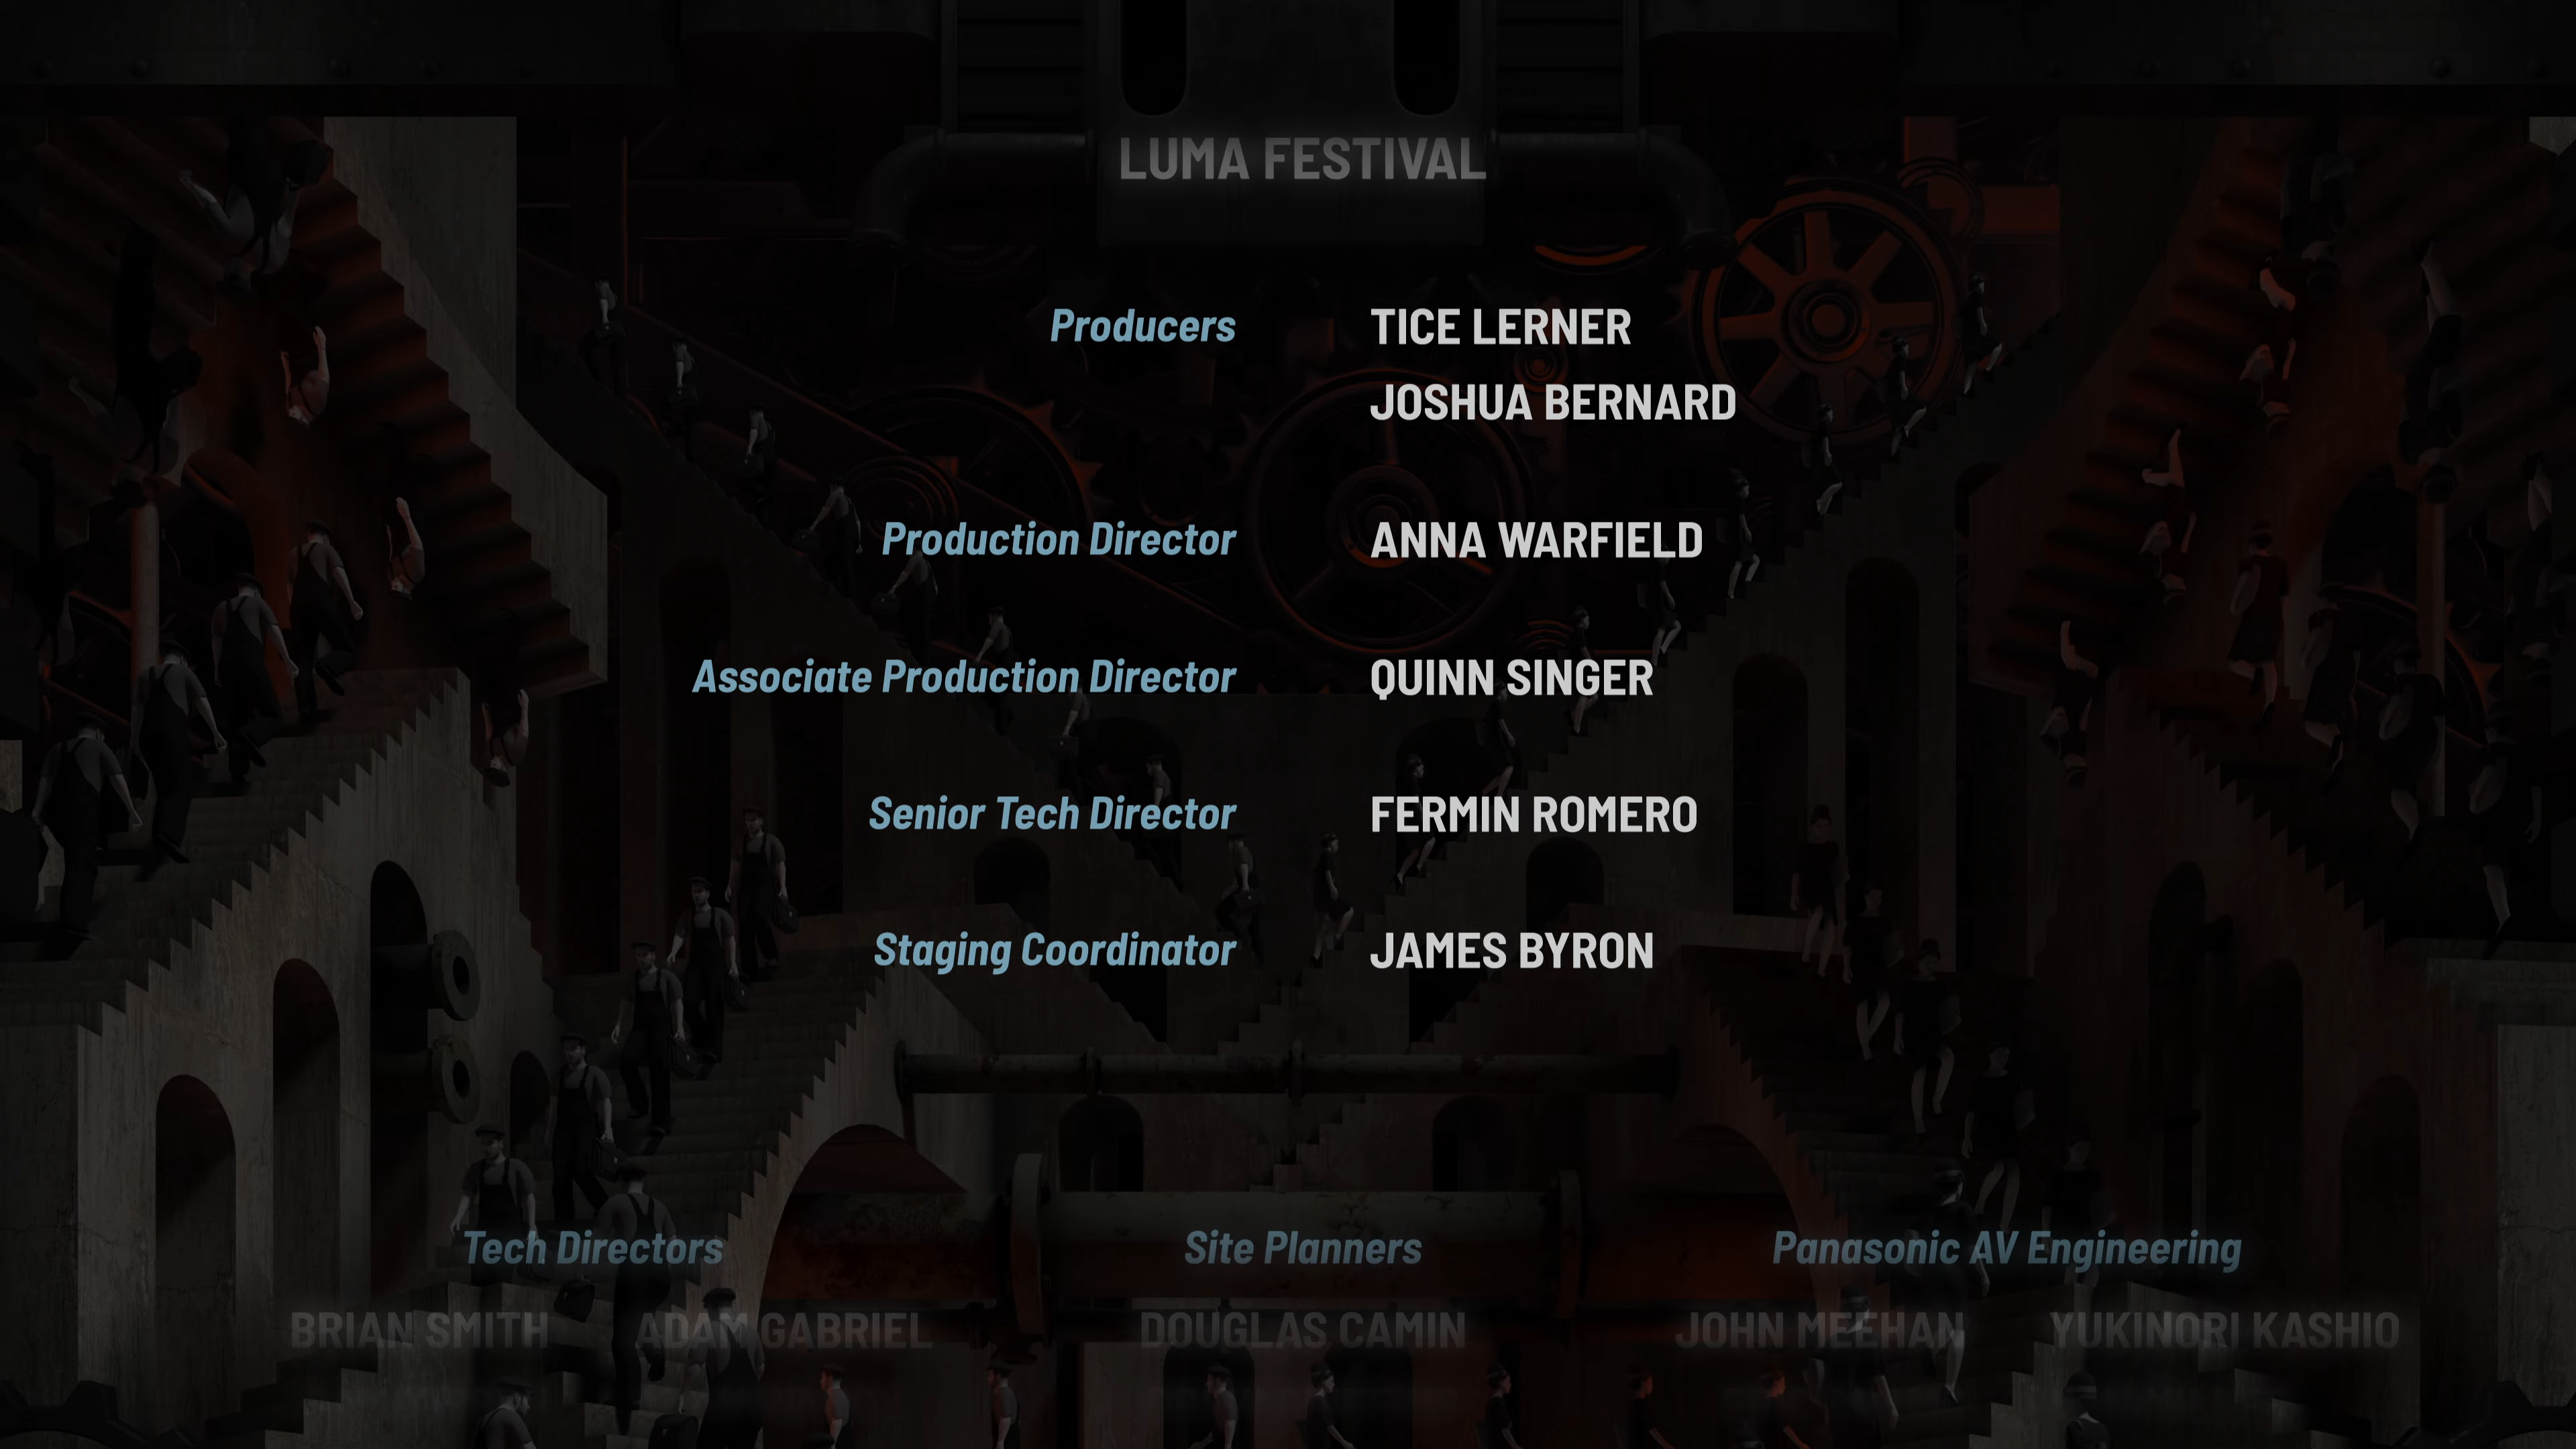 LUMA FESTIVAL
Producers TICE LERNER
JOSHUA BERNARD
Production Director ANNA WARFIELD
Associate Production Director QUINN SINGER
Senior Tech Director FERMIN ROMERO
Staging Coordinator JAMES BYRON
Tech Directors Site Planners Panasonic AV Engineering
BRIAN SMITH ADAM GABRIEL DOUGLAS CAMIN JOHN MEEHAN YUKINORI KASHIO